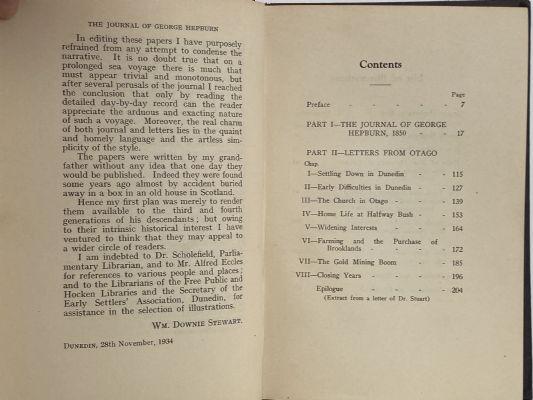 THE JOURNAL OF GEORGE HEPBURN
In editing these papers I have purposely
refrained from any attempt to condense the
narrative. It is no doubt true that on a
prolonged sea voyage there is much that
must appear trivial and monotonous, but
after several perusals of the journal I reached
the conclusion that only by reading the
detailed day-by-day record can the reader
appreciate the arduous and exacting nature
of such a voyage. Moreover, the real charm
of both journal and letters lies in the quaint
and homely language and the artless sim-
plicity of the style.
The papers were written by my grand-
father without any idea that one day they
would be published. Indeed they were found
some years ago almost by accident buried
away in a box in an old house in Scotland.
Hence my first plan was merely to render
them available to the third and fourth
generations of his descendants; but owing
to their intrinsic historical interest I have
ventured to think that they may appeal to
a wider circle of readers.
I am indebted to Dr. Scholefield, Parlia-
mentary Librarian, and to Mr. Alfred Eccles
for references to various people and places;
and to the Librarians of the Free Public and
Hocken Libraries and the Secretary of the
Early Settlers' Association, Dunedin, for
assistance in the selection of illustrations.
WM. DOWNIE STEWART.
DUNEDIN, 28th November, 1934
Contents
Page
Preface - - - - - 7
PART I—THE JOURNAL OF GEORGE
HEPBURN, 1850 - - 17
PART II—LETTERS FROM OTAGO
Chap.
I—Settling Down in Dunedin - - 115
II—Early Difficulties in Dunedin - - 127
III—The Church in Otago - - - 139
IV—Home Life at Halfway Bush - - 153
V—Widening Interests - - - 164
VI—Farming and the Purchase of
Brooklands - - - - 172
VII—The Gold Mining Boom - - 185
VIII—Closing Years - - - - 196
Epilogue - - - - 204
(Extract from a letter of Dr. Stuart)